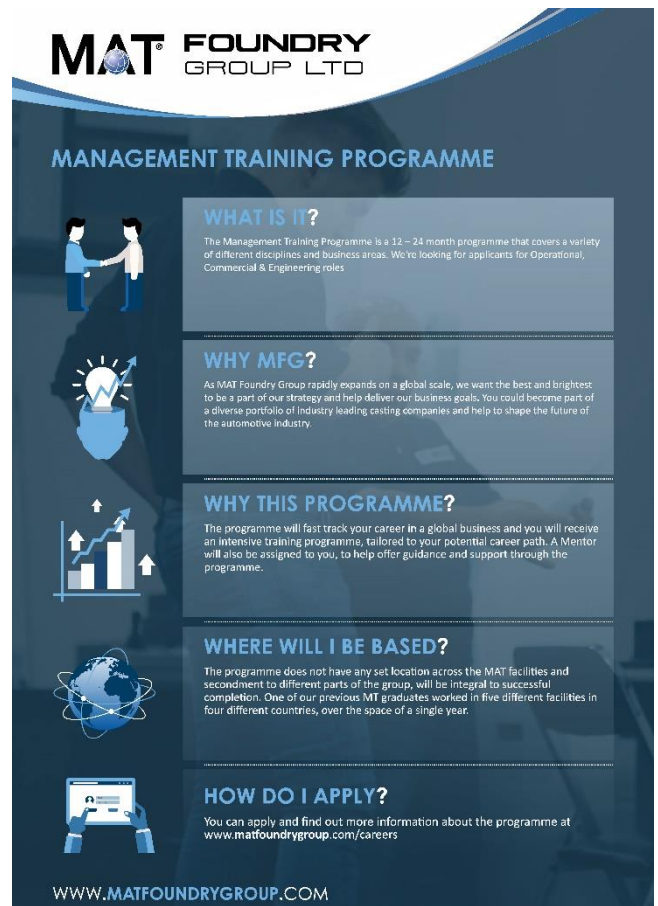 MAT® FOUNDRY
GROUP LTD
MANAGEMENT TRAINING PROGRAMME
WHAT IS IT?
The Management Training Programme is a 12 – 24 month programme that covers a variety
of different disciplines and business areas. We're looking for applicants for Operational,
Commercial & Engineering roles
WHY MFG?
As MAT Foundry Group rapidly expands on a global scale, we want the best and brightest
to be a part of our strategy and help deliver our business goals. You could become part of
a diverse portfolio of industry leading casting companies and help to shape the future of
the automotive industry.
WHY THIS PROGRAMME?
The programme will fast track your career in a global business and you will receive
an intensive training programme, tailored to your potential career path. A Mentor
will also be assigned to you, to help offer guidance and support through the
programme.
WHERE WILL I BE BASED?
The programme does not have any set location across the MAT facilities and
secondment to different parts of the group, will be integral to successful
completion. One of our previous MT graduates worked in five different facilities in
four different countries, over the space of a single year.
HOW DO I APPLY?
You can apply and find out more information about the programme at
www.matfoundrygroup.com/careers
WWW.MATFOUNDRYGROUP.COM